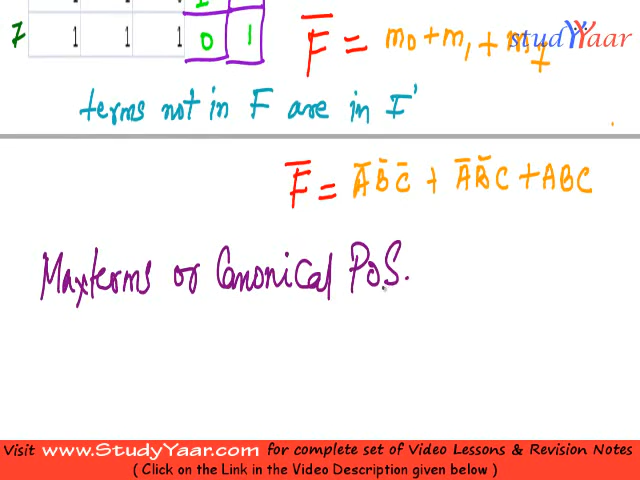 7 1 1 1 0 1
F̅ = m0 + m1 + m7
studYYaar
terms not in F are in F'
F̅ = A̅B̅C̅ + A̅B̅C + ABC
Maxterms or Canonical PoS.
Visit www.StudyYaar.com for complete set of Video Lessons & Revision Notes
( Click on the Link in the Video Description given below )